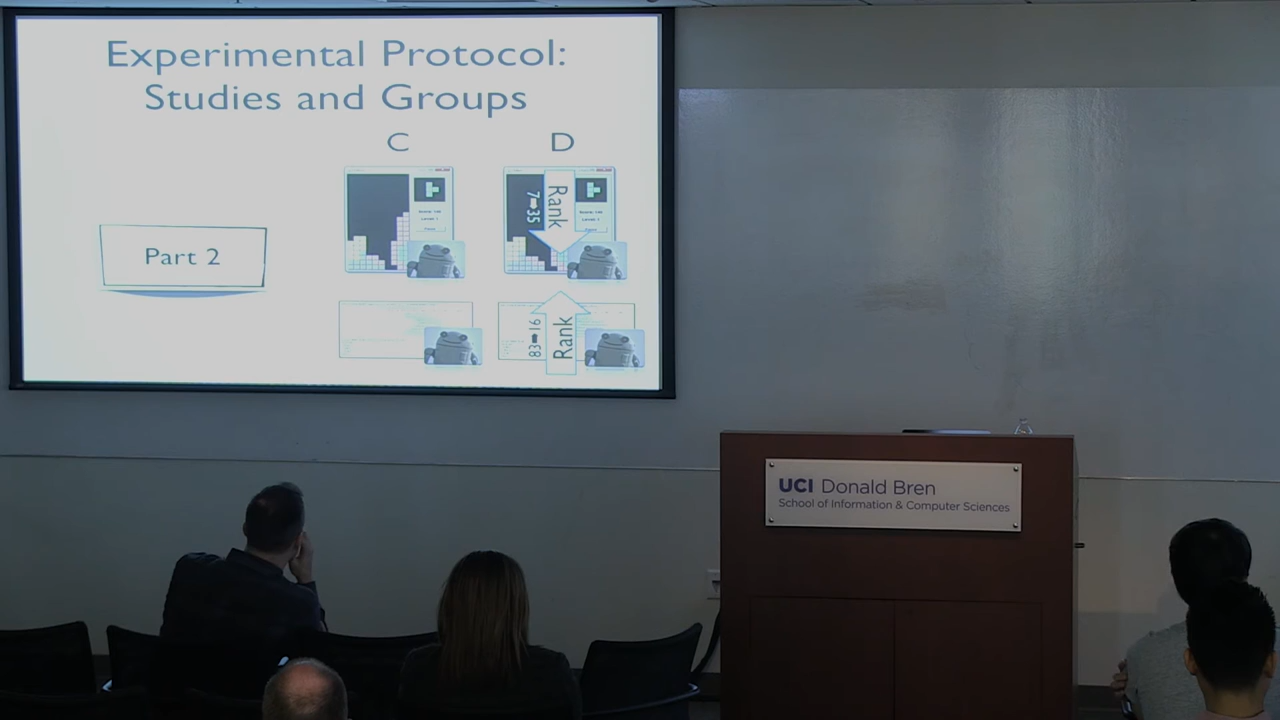 Experimental Protocol:
Studies and Groups
C
D
Part 2
Rank
7➡35
Rank
83➡16
UCI Donald Bren
School of Information & Computer Sciences